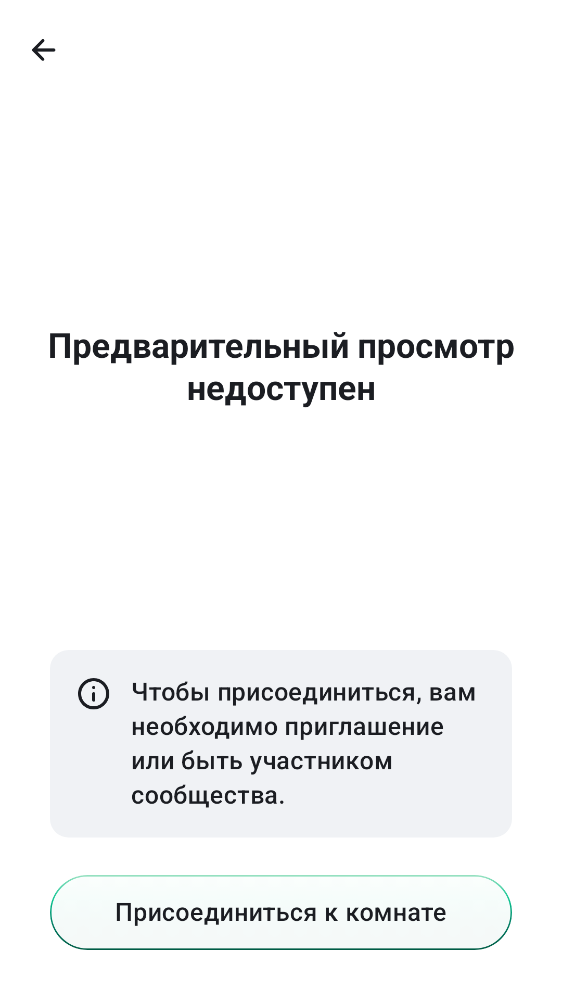 Предварительный просмотр
недоступен
Чтобы присоединиться, вам
необходимо приглашение
или быть участником
сообщества.
Присоединиться к комнате